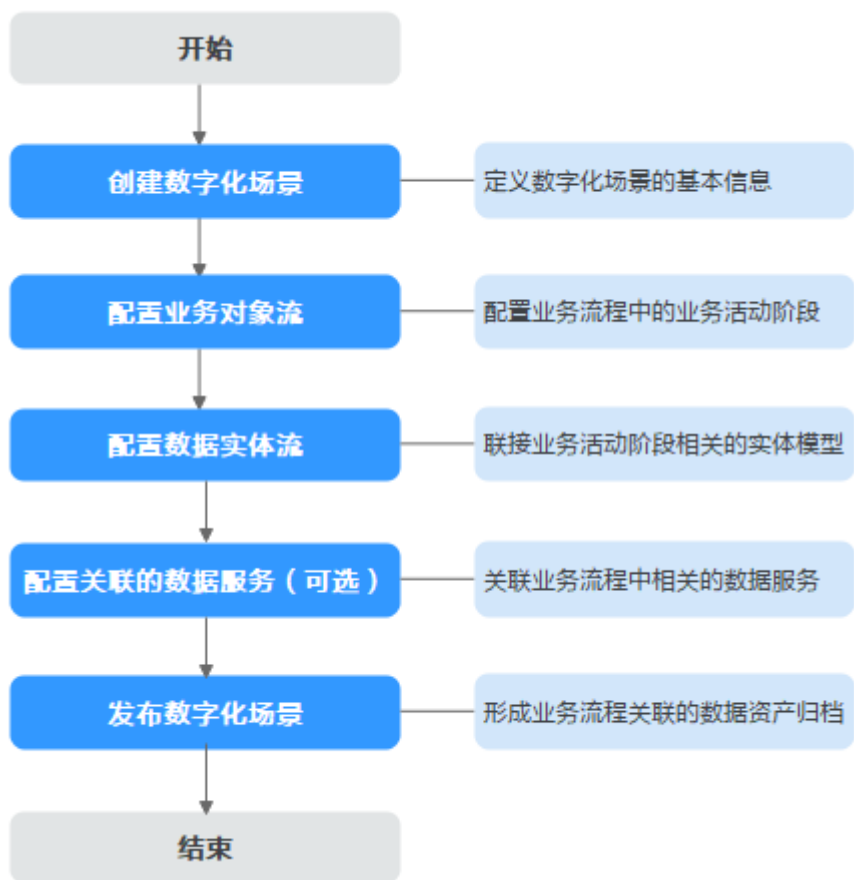 开始
创建数字化场景
定义数字化场景的基本信息
配置业务对象流
配置业务流程中的业务活动阶段
配置数据实体流
联接业务活动阶段相关的实体模型
配置关联的数据服务（可选）
关联业务流程中相关的数据服务
发布数字化场景
形成业务流程关联的数据资产归档
结束